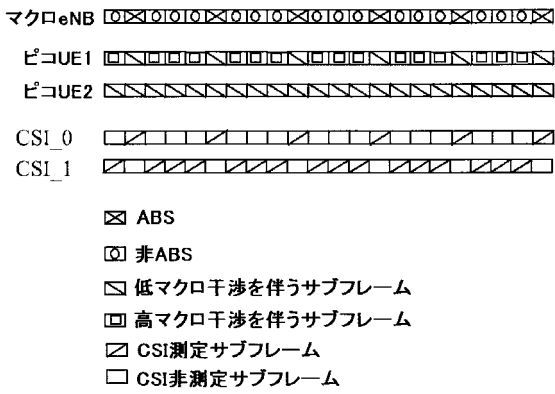 マクロeNB
ピコUE1
ピコUE2
CSI_0
CSI_1
ABS
非ABS
低マクロ干渉を伴うサブフレーム
高マクロ干渉を伴うサブフレーム
CSI測定サブフレーム
CSI非測定サブフレーム